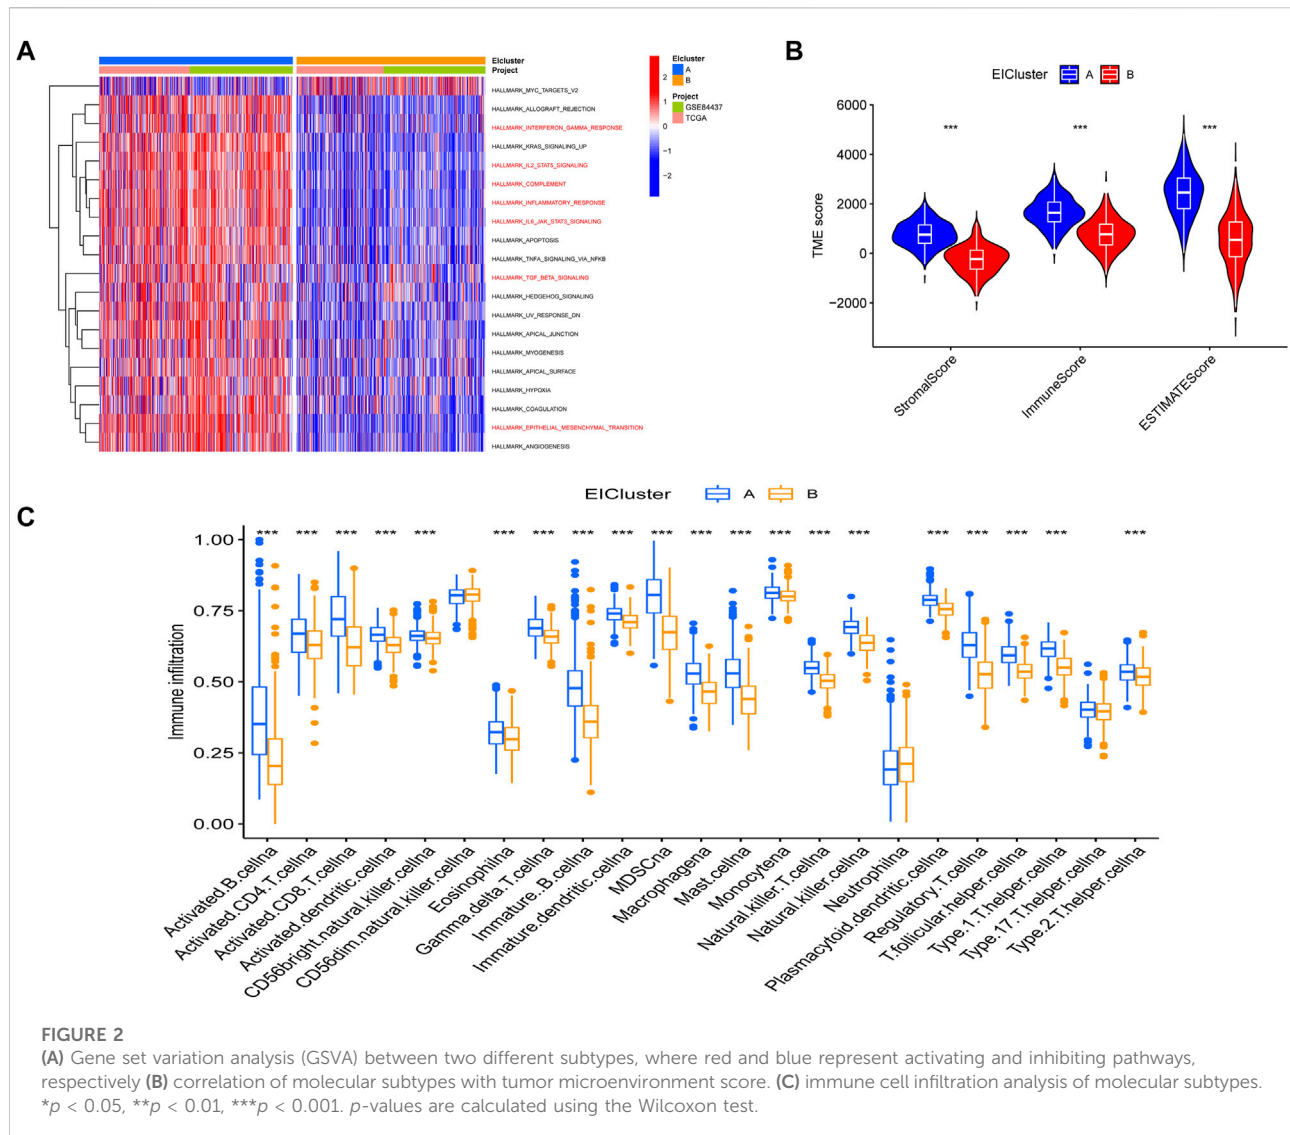 A
EIcluster
Project
HALLMARK_MYC_TARGETS_V2
HALLMARK_ALLOGRAFT_REJECTION
HALLMARK_INTERFERON_GAMMA_RESPONSE
HALLMARK_KRAS_SIGNALING_UP
HALLMARK_IL2_STAT5_SIGNALING
HALLMARK_COMPLEMENT
HALLMARK_INFLAMMATORY_RESPONSE
HALLMARK_IL6_JAK_STAT3_SIGNALING
HALLMARK_APOPTOSIS
HALLMARK_TNFA_SIGNALING_VIA_NFKB
HALLMARK_TGF_BETA_SIGNALING
HALLMARK_HEDGEHOG_SIGNALING
HALLMARK_UV_RESPONSE_DN
HALLMARK_APICAL_JUNCTION
HALLMARK_MYOGENESIS
HALLMARK_APICAL_SURFACE
HALLMARK_HYPOXIA
HALLMARK_COAGULATION
HALLMARK_EPITHELIAL_MESENCHYMAL_TRANSITION
HALLMARK_ANGIOGENESIS
2
1
0
−1
−2
EIcluster
A
B
Project
GSE84437
TCGA
B
EICluster A B
6000
4000
2000
0
−2000
TME score
*** *** ***
StromalScore
ImmuneScore
ESTIMATEScore
C
EICluster A B
1.00
0.75
0.50
0.25
0.00
Immune infiltration
*** *** *** *** *** *** *** *** *** *** *** *** *** *** *** *** *** *** *** ***
Activated.B.cellna
Activated.CD4.T.cellna
Activated.CD8.T.cellna
Activated.dendritic.cellna
CD56bright.natural.killer.cellna
CD56dim.natural.killer.cellna
Eosinophilna
Gamma.delta.T.cellna
Immature..B.cellna
Immature.dendritic.cellna
MDSCna
Macrophagena
Mast.cellna
Monocytena
Natural.killer.T.cellna
Natural.killer.cellna
Neutrophilna
Plasmacytoid.dendritic.cellna
Regulatory.T.cellna
T.follicular.helper.cellna
Type.1.T.helper.cellna
Type.17.T.helper.cellna
Type.2.T.helper.cellna
FIGURE 2
(A) Gene set variation analysis (GSVA) between two different subtypes, where red and blue represent activating and inhibiting pathways,
respectively (B) correlation of molecular subtypes with tumor microenvironment score. (C) immune cell infiltration analysis of molecular subtypes.
*p < 0.05, **p < 0.01, ***p < 0.001. p-values are calculated using the Wilcoxon test.